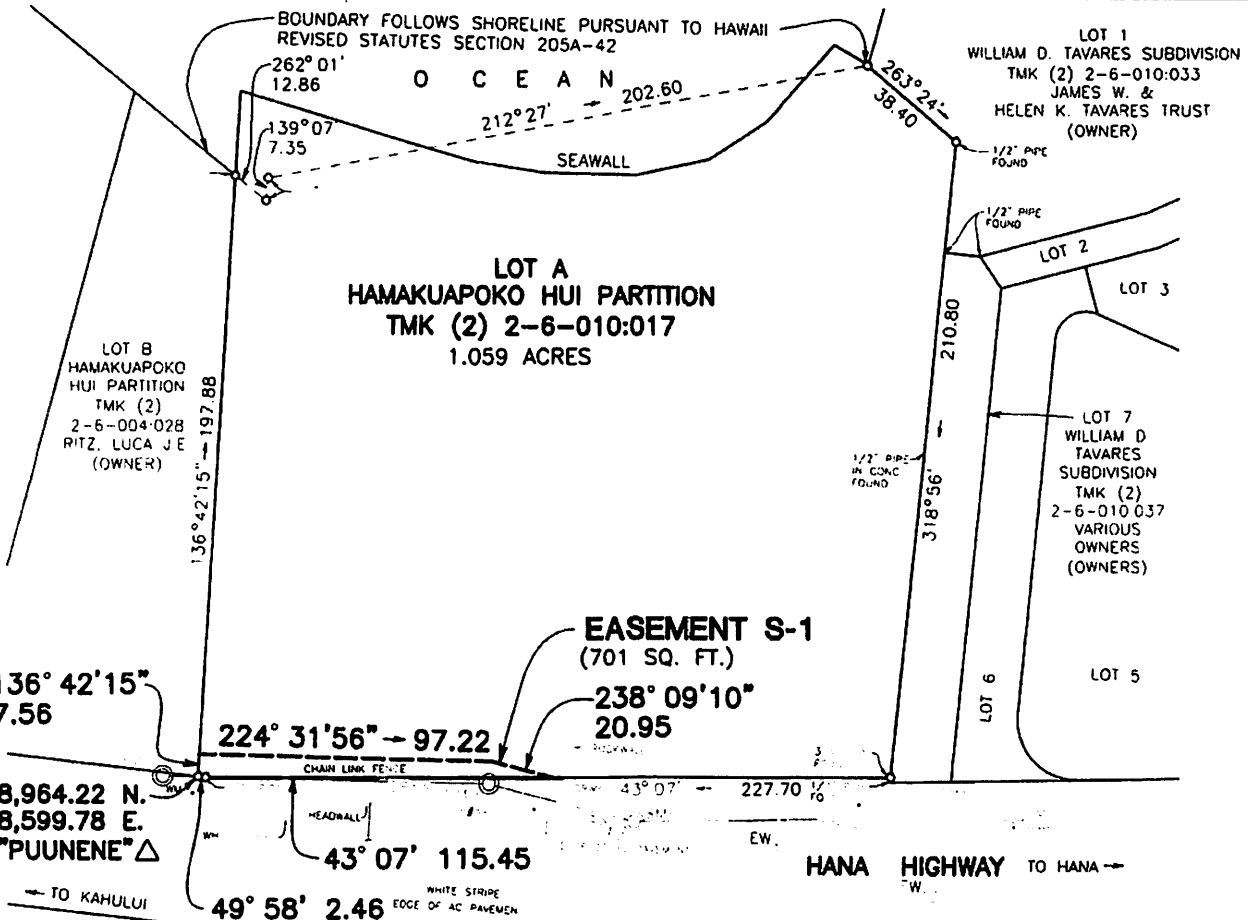 BOUNDARY FOLLOWS SHORELINE PURSUANT TO HAWAII
REVISED STATUTES SECTION 205A-42
262° 01'
12.86
O C E A N
212° 27' → 202.60
139° 07'
7.35
SEAWALL
263° 24'
38.40
LOT 1
WILLIAM D. TAVARES SUBDIVISION
TMK (2) 2-6-010:033
JAMES W. &
HELEN K. TAVARES TRUST
(OWNER)
1/2" PIPE
FOUND
1/2" PIPE
FOUND
LOT 2
LOT 3
LOT A
HAMAKUAPOKO HUI PARTITION
TMK (2) 2-6-010:017
1.059 ACRES
LOT B
HAMAKUAPOKO
HUI PARTITION
TMK (2)
2-6-004:028
RITZ, LUCA J.E
(OWNER)
136° 42' 15" → 197.88
210.80
318° 56'
1/2" PIPE
IN CONC
FOUND
LOT 7
WILLIAM D
TAVARES
SUBDIVISION
TMK (2)
2-6-010:037
VARIOUS
OWNERS
(OWNERS)
LOT 6
LOT 5
EASEMENT S-1
(701 SQ. FT.)
238° 09'10"
20.95
36° 42'15"
7.56
224° 31'56" → 97.22
CHAIN LINK FENCE
43° 07' ← 227.70
8,964.22 N.
8,599.78 E.
"PUUNENE" △
WH
HEADWALL
WH
43° 07' 115.45
EW.
HANA HIGHWAY TO HANA →
← TO KAHULUI
49° 58' 2.46
WHITE STRIPE
EDGE OF AC PAVEMEN